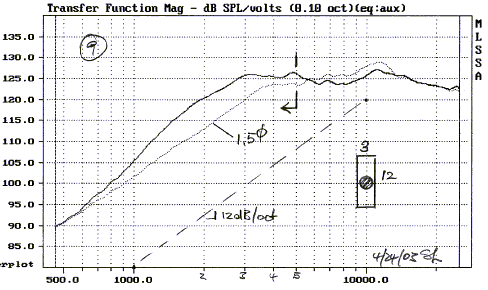 Transfer Function Mag - dB SPL/volts (0.10 oct)(eq:aux)
M
L
S
S
A
135.0
130.0
125.0
120.0
115.0
110.0
105.0
100.0
95.0
90.0
85.0
9
1
1.5φ
3
12
12dB/oct
4/24/03
erplot
500.0
1000.0
2
3
4
5
10000.0